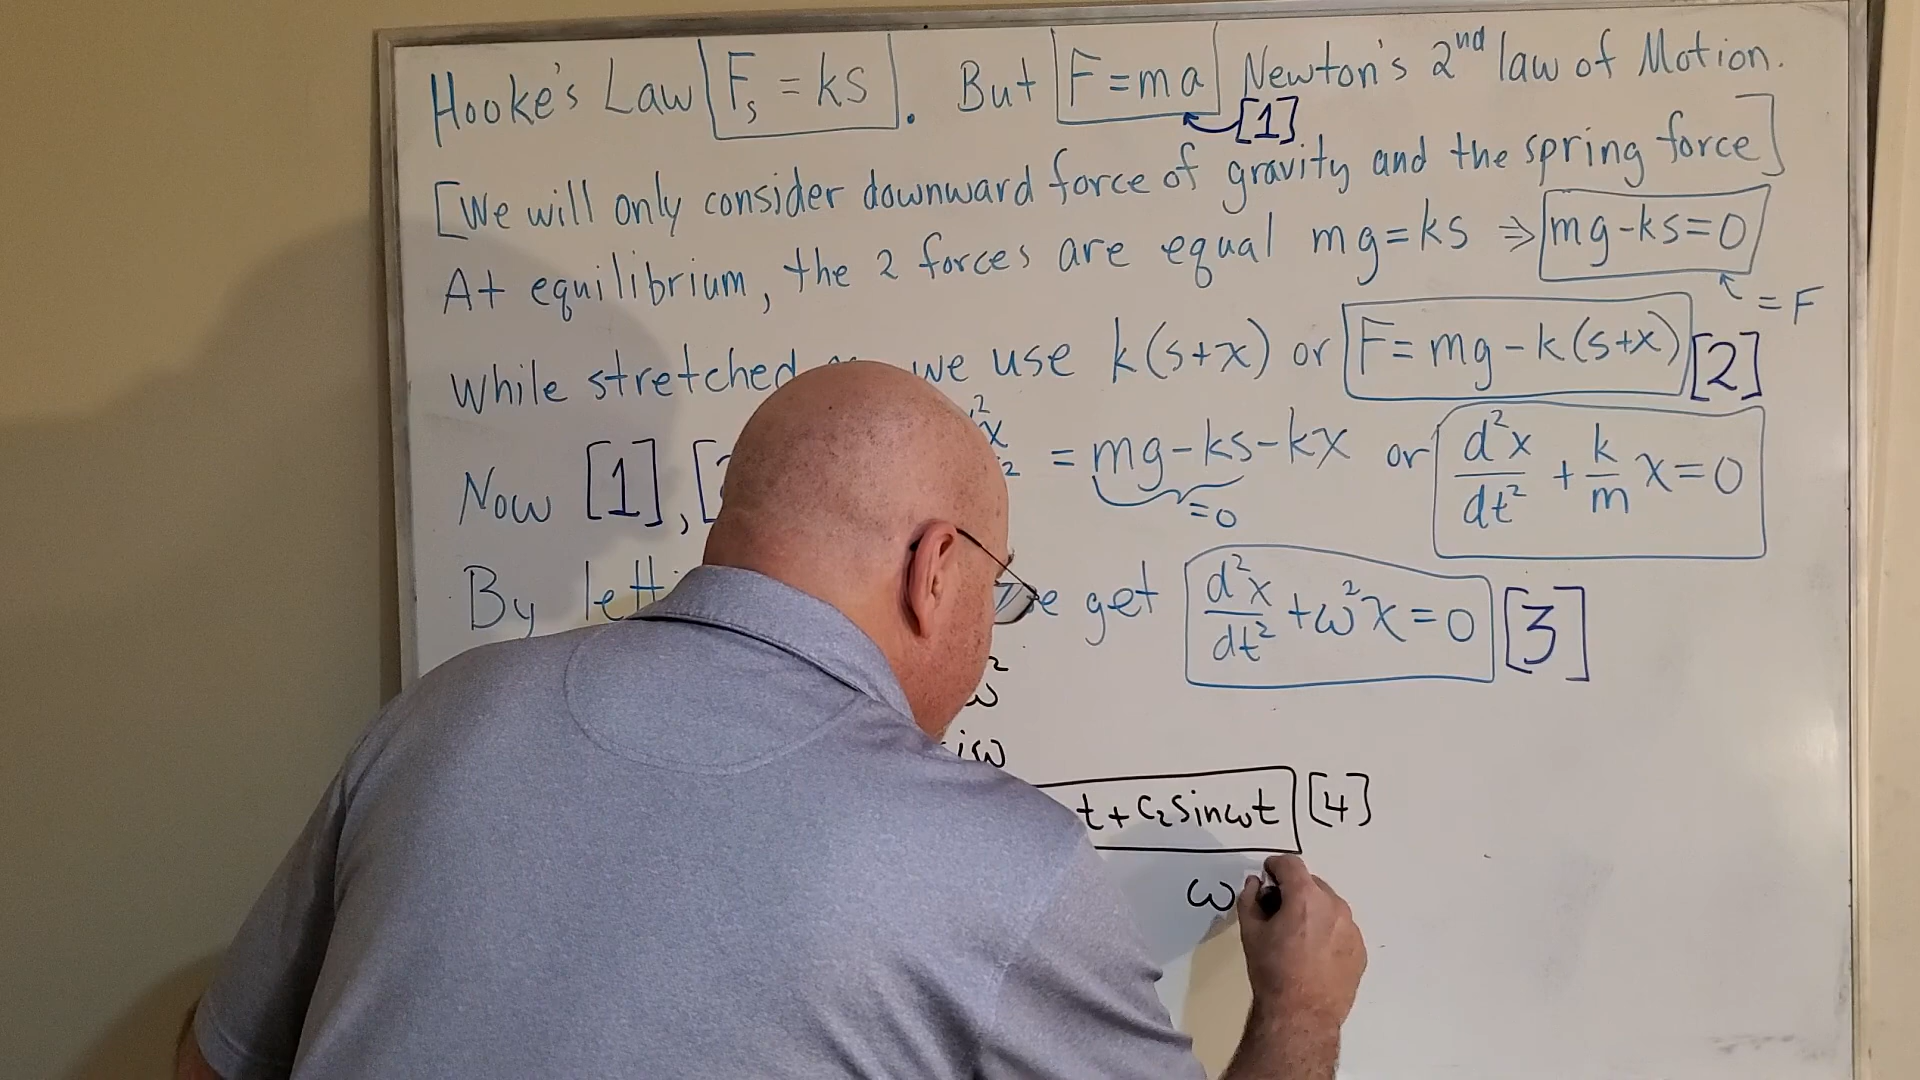 Hooke's Law F_s = ks. But F=ma Newton's 2nd law of Motion.
[1]
[We will only consider downward force of gravity and the spring force]
At equilibrium, the 2 forces are equal mg=ks ⇒ mg-ks=0
= F
While stretched we use k(s+x) or F=mg-k(s+x) [2]
Now [1], = mg-ks-kx or d²x/dt² + k/m x=0
=0
By get d²x/dt² + ω²x=0 [3]
ω²
iω
t + c₂sinωt [4]
ω